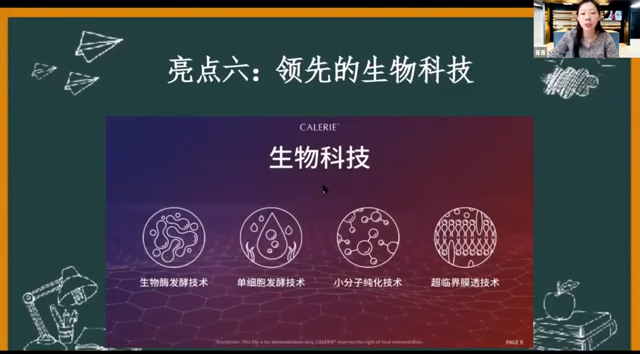 亮点六：领先的生物科技
CALERIE™
生物科技
生物酶发酵技术
单细胞发酵技术
小分子纯化技术
超临界膜透技术
PAGE 8